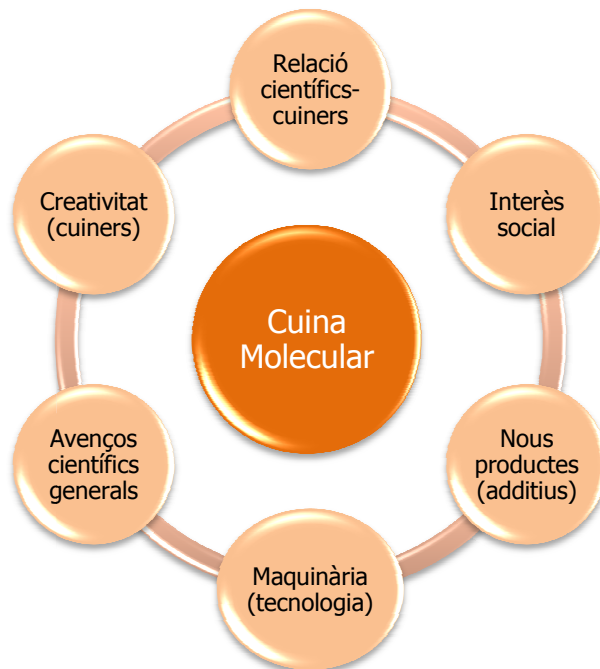 Relació
científics-
cuiners
Creativitat
(cuiners)
Interès
social
Cuina
Molecular
Avenços
científics
generals
Nous
productes
(additius)
Maquinària
(tecnologia)